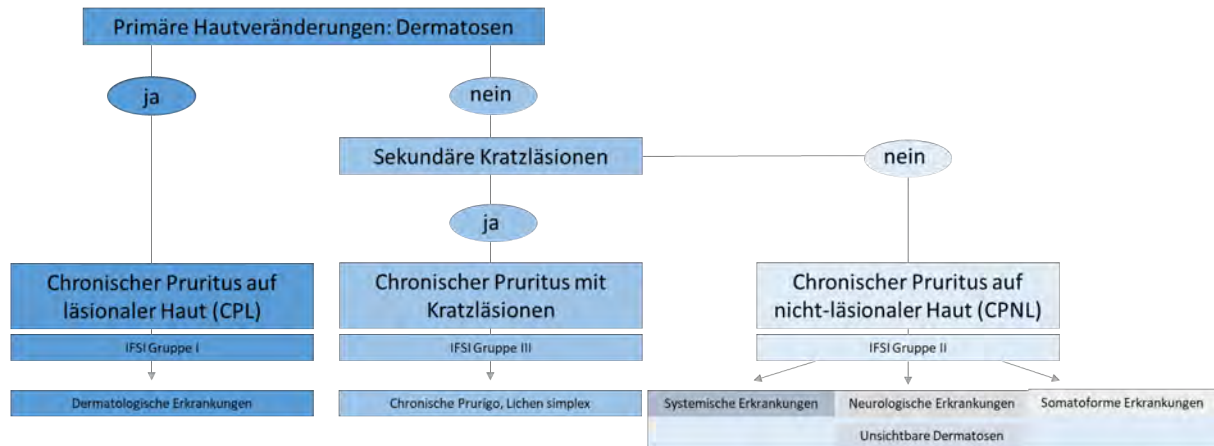 Primäre Hautveränderungen: Dermatosen
ja
nein
Sekundäre Kratzläsionen
nein
ja
Chronischer Pruritus auf
läsionaler Haut (CPL)
Chronischer Pruritus mit
Kratzläsionen
Chronischer Pruritus auf
nicht-läsionaler Haut (CPNL)
IFSI Gruppe I
IFSI Gruppe III
IFSI Gruppe II
Dermatologische Erkrankungen
Chronische Prurigo, Lichen simplex
Systemische Erkrankungen
Neurologische Erkrankungen
Somatoforme Erkrankungen
Unsichtbare Dermatosen